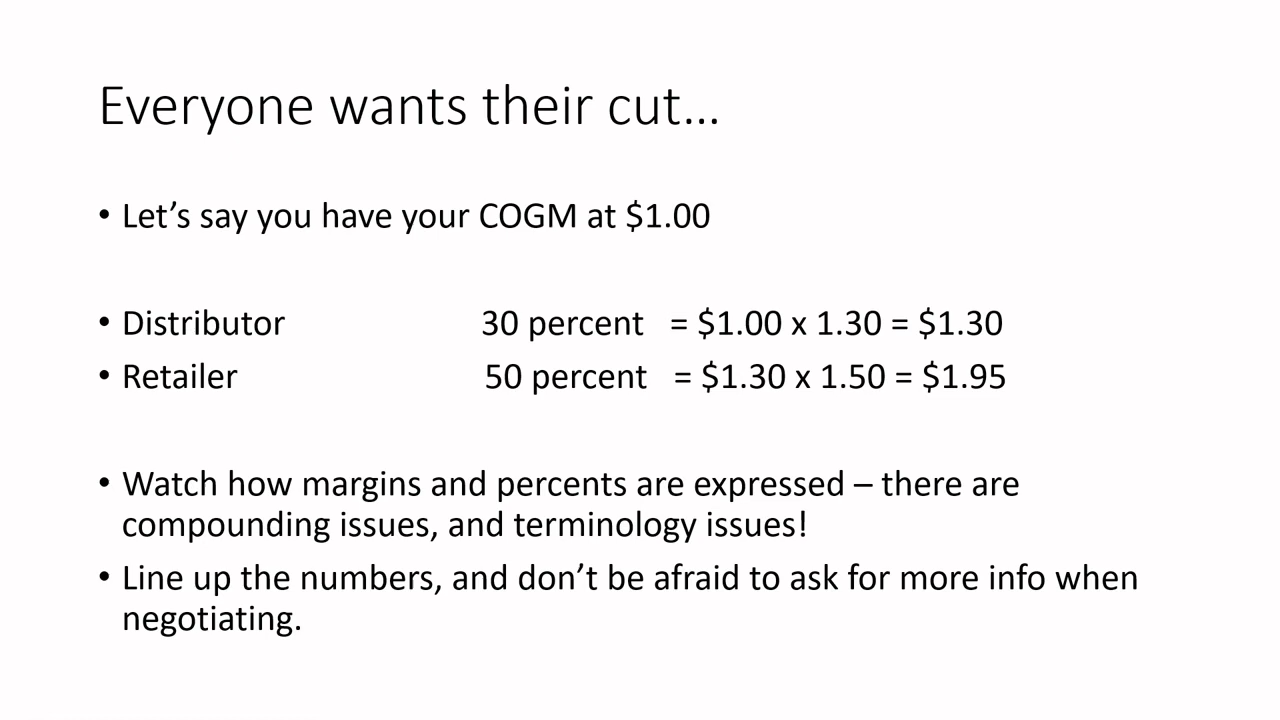 Everyone wants their cut...
• Let’s say you have your COGM at $1.00
• Distributor 30 percent = $1.00 x 1.30 = $1.30
• Retailer 50 percent = $1.30 x 1.50 = $1.95
• Watch how margins and percents are expressed – there are
compounding issues, and terminology issues!
• Line up the numbers, and don’t be afraid to ask for more info when
negotiating.